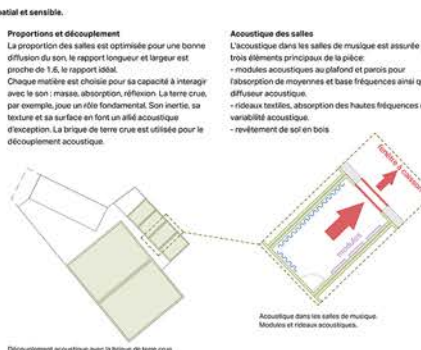 patial et sensible.
Proportions et découplement
La proportion des salles est optimisée pour une bonne
diffusion du son, le rapport longueur et largeur est
proche de 1.6, le rapport idéal.
Chaque matière est choisie pour sa capacité à interagir
avec le son : masse, absorption, réflexion. La terre crue,
par exemple, joue un rôle fondamental. Son inertie, sa
texture et sa surface en font un allié acoustique
d'exception. La brique de terre crue est utilisée pour le
découplement acoustique.
Acoustique des salles
L'acoustique dans les salles de musique est assurée
trois éléments principaux de la pièce:
- modules acoustiques au plafond et parois pour
l'absorption de moyennes et base fréquences ainsi q
diffuseur acoustique.
- rideaux textiles, absorption des hautes fréquences
variabilité acoustique.
- revêtement de sol en bois
fenêtre à caisson
modules
Acoustique dans les salles de musique.
Modules et rideaux acoustiques.
Découplement acoustique avec la brique de terre crue